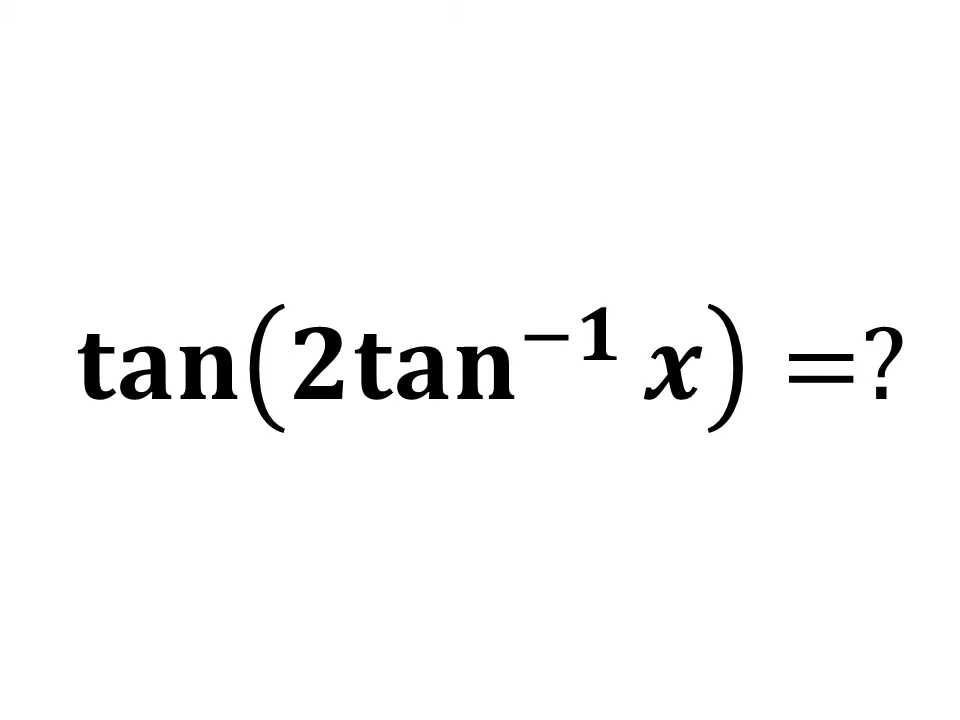 tan(2tan⁻¹ x) =?